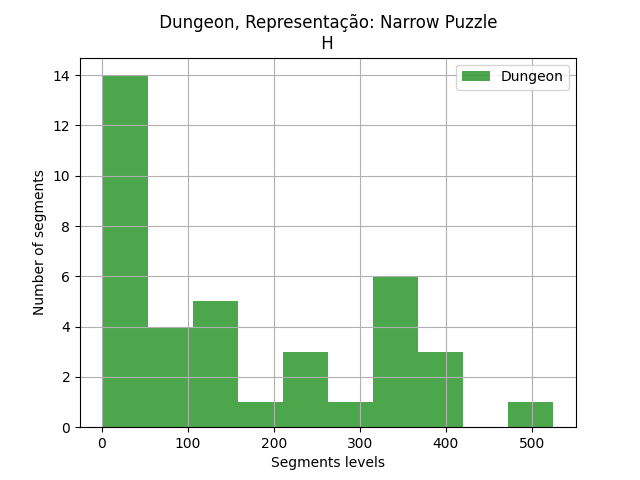 Dungeon, Representação: Narrow Puzzle
H
Dungeon
14
12
10
8
6
4
2
0
Number of segments
0 100 200 300 400 500
Segments levels